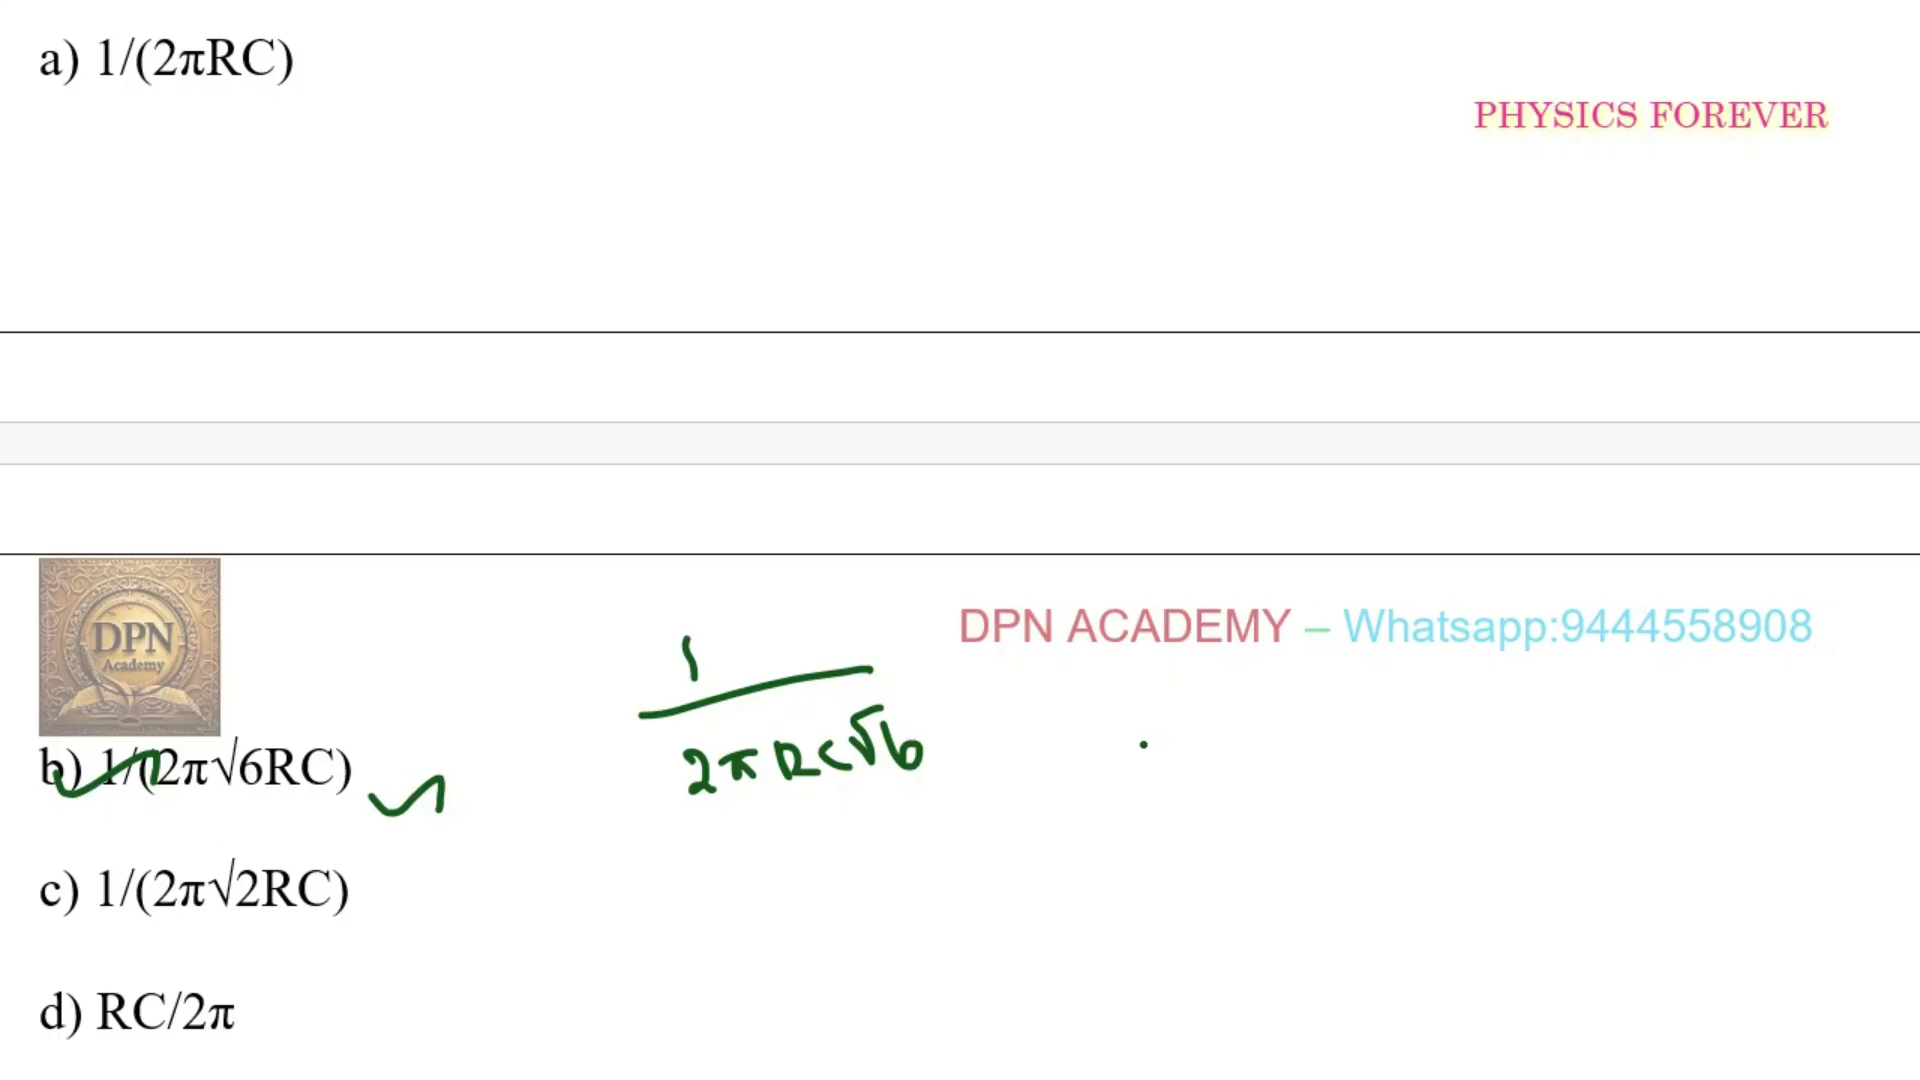 a) 1/(2πRC)
PHYSICS FOREVER
DPN
Academy
DPN ACADEMY – Whatsapp:9444558908
1
2πRC√6
b) 1/(2π√6RC)
c) 1/(2π√2RC)
d) RC/2π